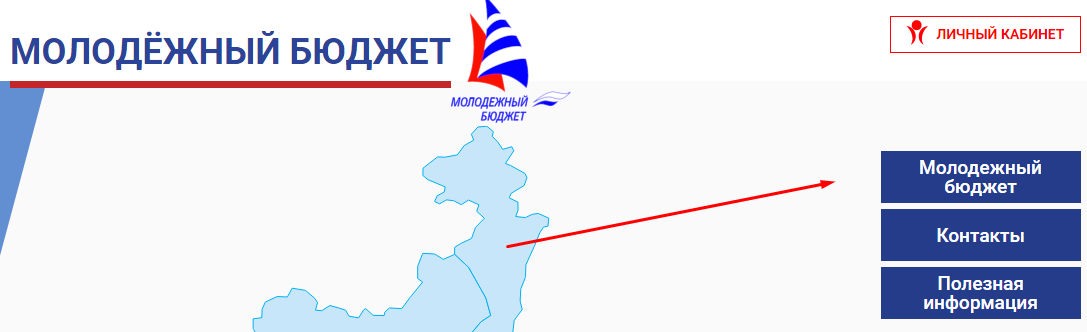 МОЛОДЁЖНЫЙ БЮДЖЕТ
МОЛОДЕЖНЫЙ
БЮДЖЕТ
ЛИЧНЫЙ КАБИНЕТ
Молодежный
бюджет
Контакты
Полезная
информация